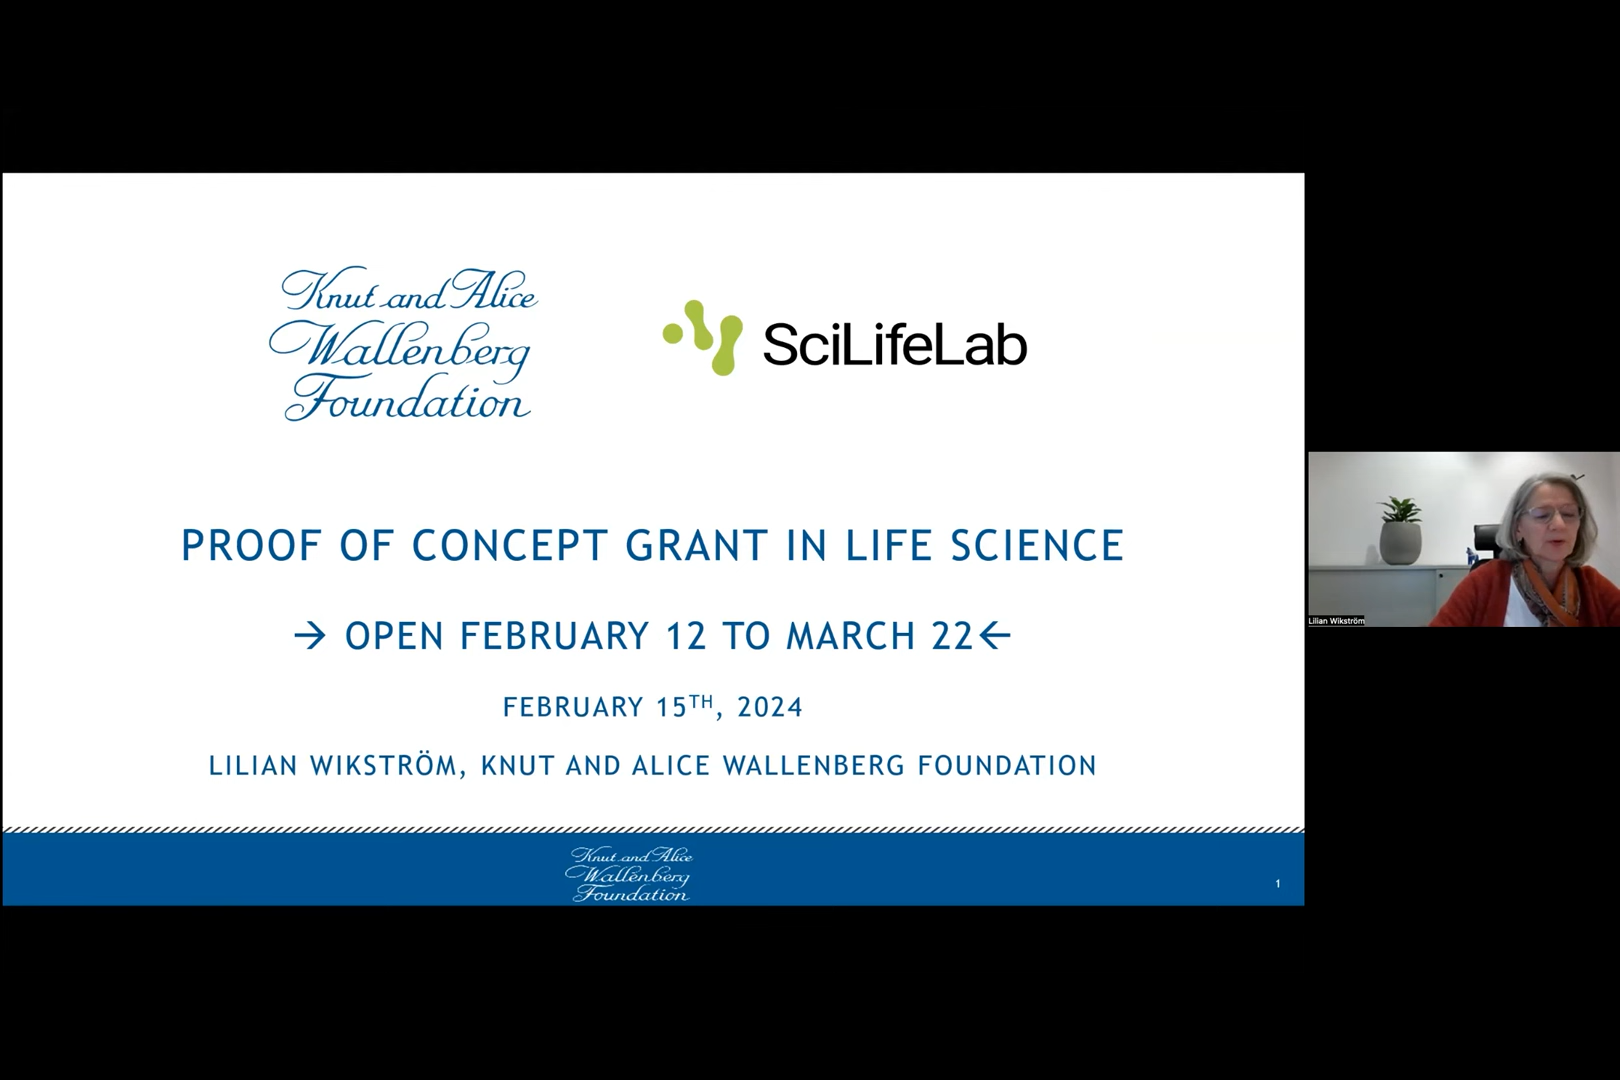 Knut and Alice
Wallenberg
Foundation
SciLifeLab
PROOF OF CONCEPT GRANT IN LIFE SCIENCE
→ OPEN FEBRUARY 12 TO MARCH 22←
FEBRUARY 15TH, 2024
LILIAN WIKSTRÖM, KNUT AND ALICE WALLENBERG FOUNDATION
Knut and Alice
Wallenberg
Foundation
1
Lilian Wikström